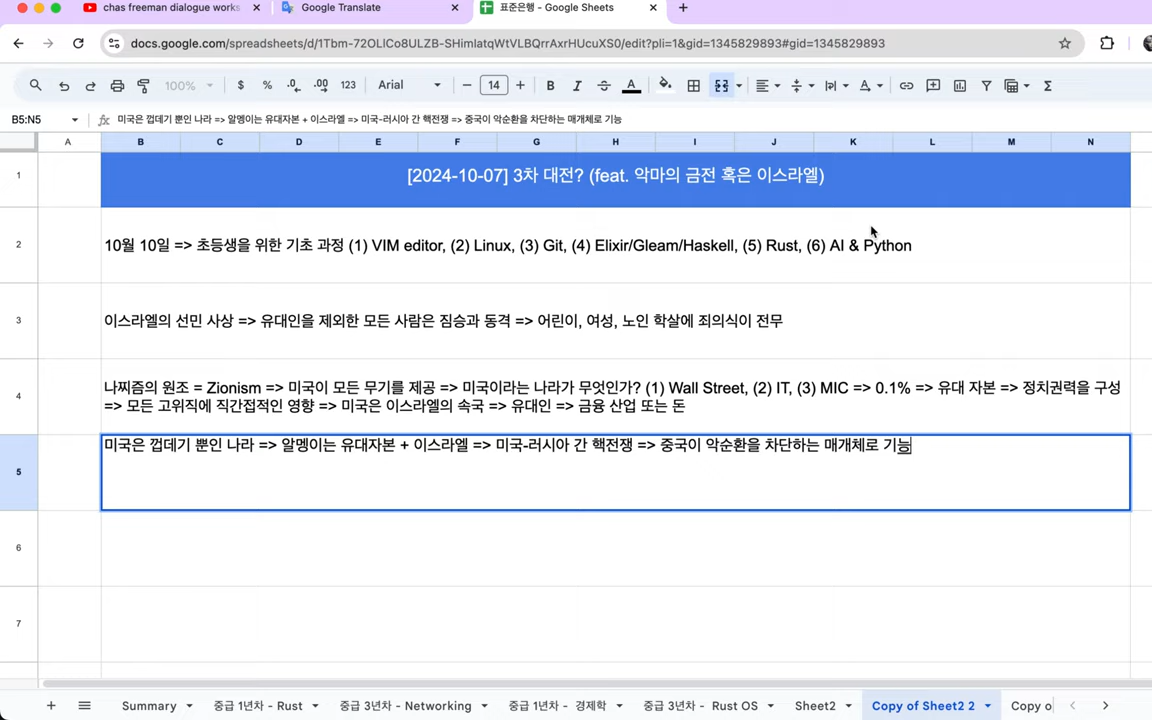 chas freeman dialogue works
Google Translate
표준은행 - Google Sheets
docs.google.com/spreadsheets/d/1Tbm-72OLlCo8ULZB-SHimlatqWtVLBQrrAxrHUcuXS0/edit?pli=1&gid=1345829893#gid=1345829893
100% $ % .0 .00 123 Arial 14 B I A
B5:N5 미국은 껍데기 뿐인 나라 => 알멩이는 유대자본 + 이스라엘 => 미국-러시아 간 핵전쟁 => 중국이 악순환을 차단하는 매개체로 기능
A B C D E F G H I J K L M N
1 [2024-10-07] 3차 대전? (feat. 악마의 금전 혹은 이스라엘)
2 10월 10일 => 초등생을 위한 기초 과정 (1) VIM editor, (2) Linux, (3) Git, (4) Elixir/Gleam/Haskell, (5) Rust, (6) AI & Python
3 이스라엘의 선민 사상 => 유대인을 제외한 모든 사람은 짐승과 동격 => 어린이, 여성, 노인 학살에 죄의식이 전무
나찌즘의 원조 = Zionism => 미국이 모든 무기를 제공 => 미국이라는 나라가 무엇인가? (1) Wall Street, (2) IT, (3) MIC => 0.1% => 유대 자본 => 정치권력을 구성
4 => 모든 고위직에 직간접적인 영향 => 미국은 이스라엘의 속국 => 유대인 => 금융 산업 또는 돈
미국은 껍데기 뿐인 나라 => 알멩이는 유대자본 + 이스라엘 => 미국-러시아 간 핵전쟁 => 중국이 악순환을 차단하는 매개체로 기능
5
6
7
Summary 중급 1년차 - Rust 중급 3년차 - Networking 중급 1년차 - 경제학 중급 3년차 - Rust OS Sheet2 Copy of Sheet2 2 Copy o